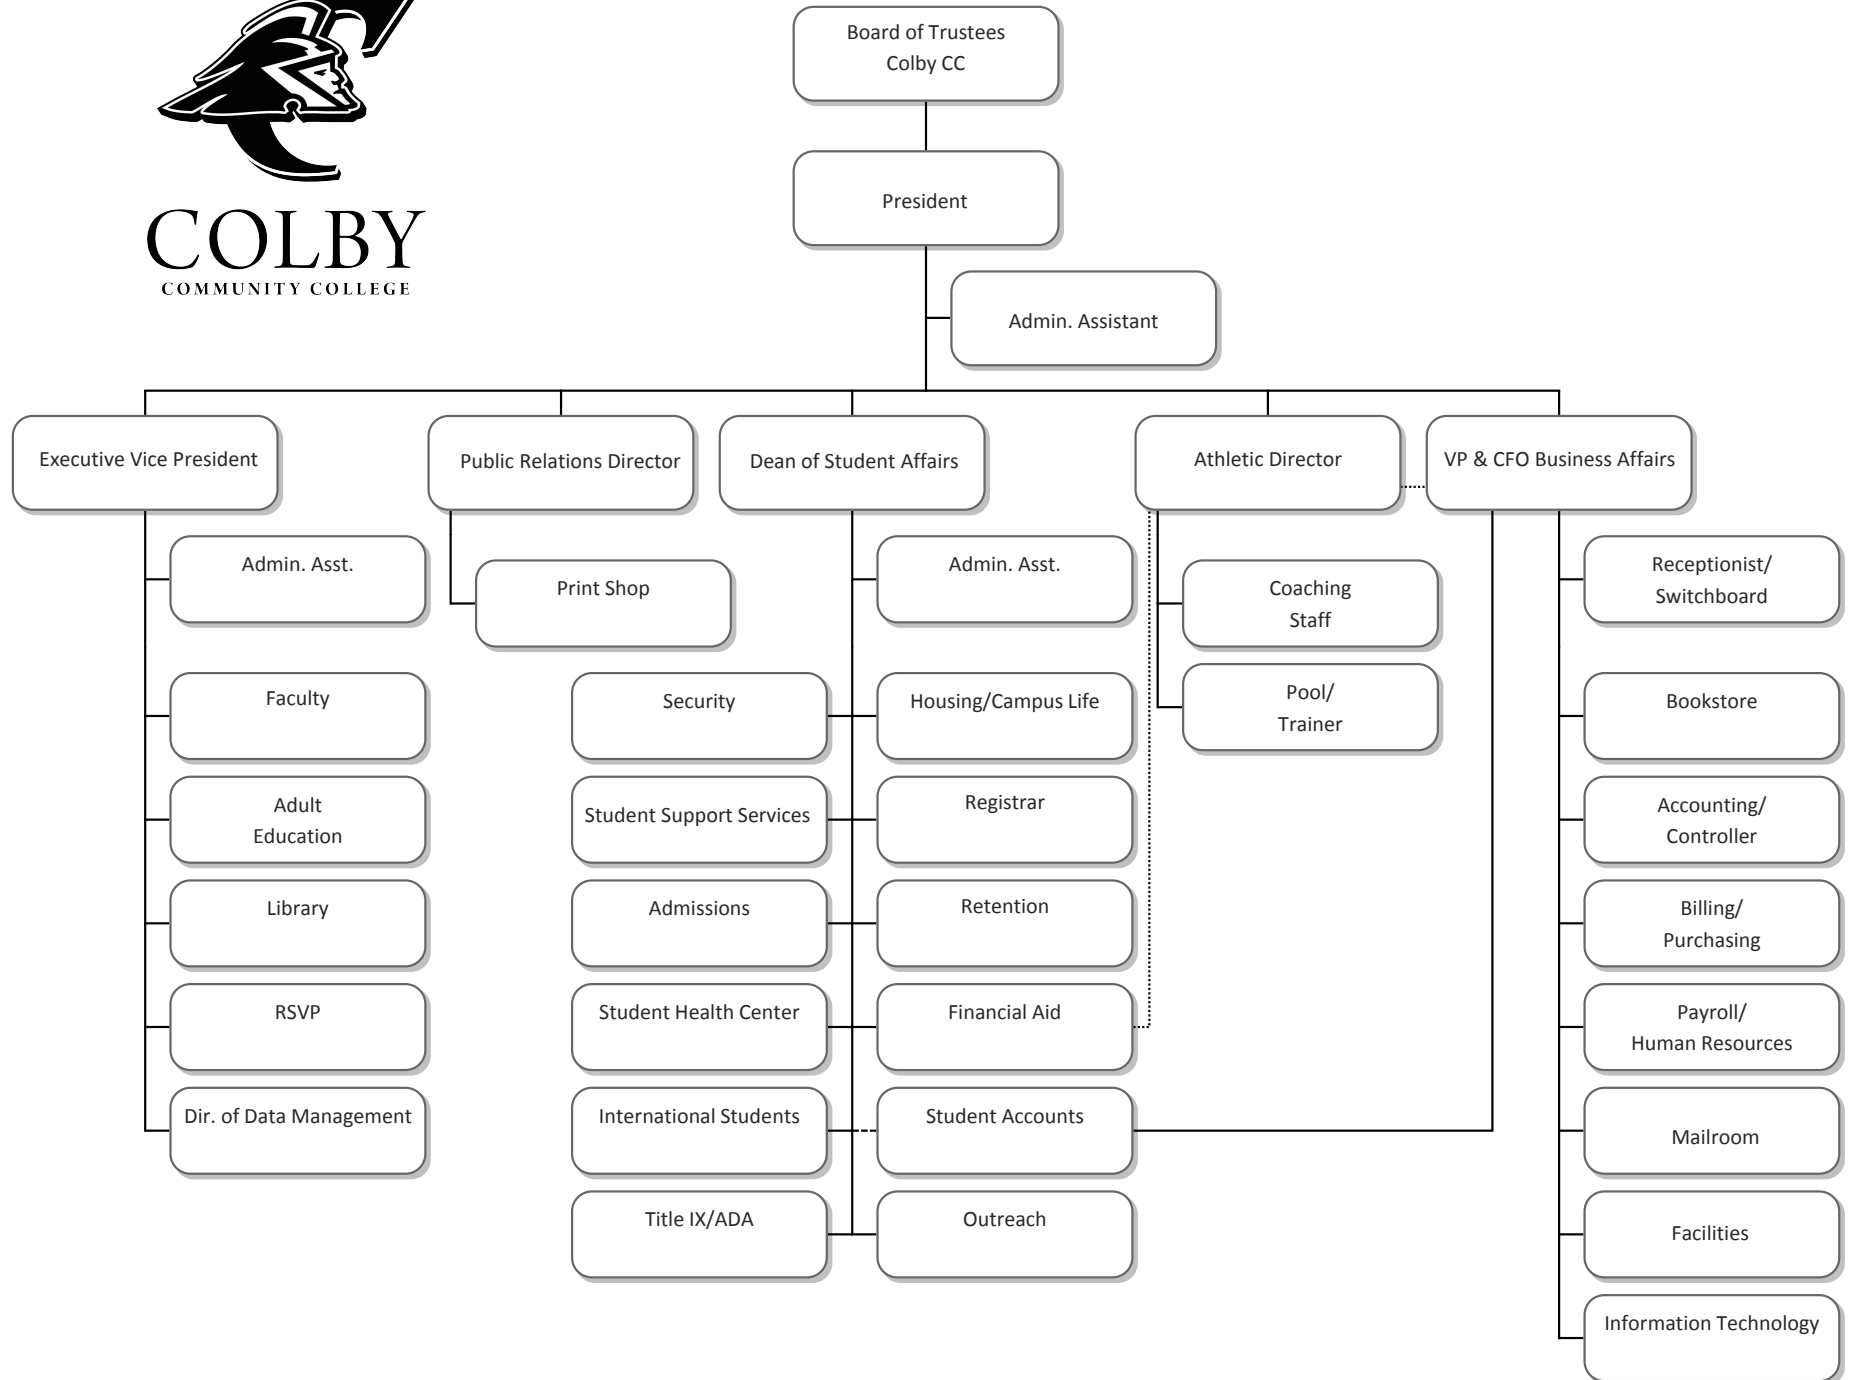 Board of Trustees
Colby CC
President
COLBY
COMMUNITY COLLEGE
Admin. Assistant
Executive Vice President
Public Relations Director
Dean of Student Affairs
Athletic Director
VP & CFO Business Affairs
Admin. Asst.
Print Shop
Admin. Asst.
Coaching
Staff
Receptionist/
Switchboard
Faculty
Security
Housing/Campus Life
Pool/
Trainer
Bookstore
Adult
Education
Student Support Services
Registrar
Accounting/
Controller
Library
Admissions
Retention
Billing/
Purchasing
RSVP
Student Health Center
Financial Aid
Payroll/
Human Resources
Dir. of Data Management
International Students
Student Accounts
Mailroom
Title IX/ADA
Outreach
Facilities
Information Technology